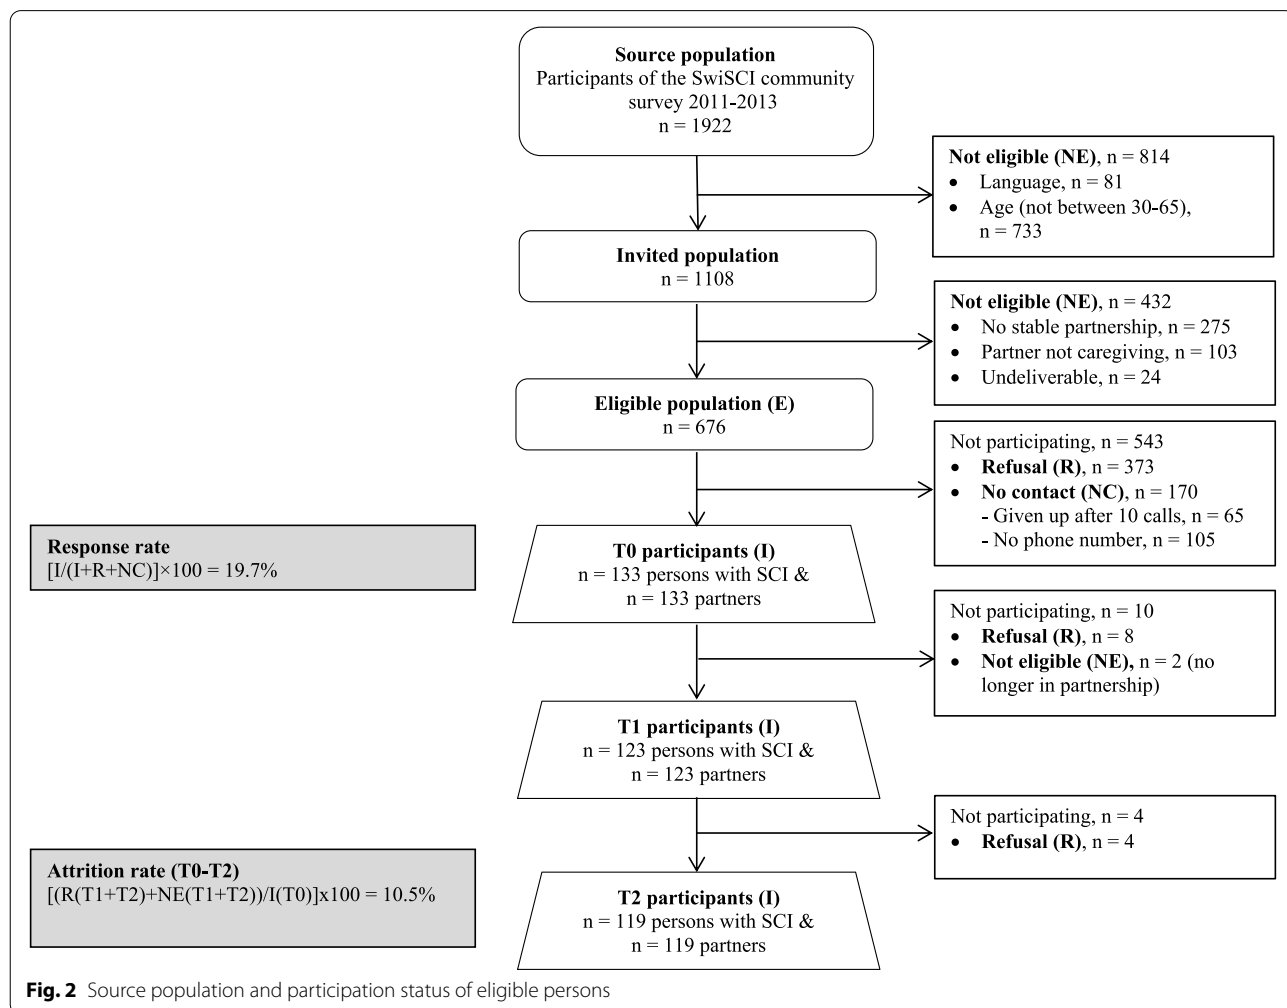 Source population
Participants of the SwiSCI community
survey 2011-2013
n = 1922
Not eligible (NE), n = 814
• Language, n = 81
• Age (not between 30-65),
n = 733
Invited population
n = 1108
Not eligible (NE), n = 432
• No stable partnership, n = 275
• Partner not caregiving, n = 103
• Undeliverable, n = 24
Eligible population (E)
n = 676
Not participating, n = 543
• Refusal (R), n = 373
• No contact (NC), n = 170
- Given up after 10 calls, n = 65
- No phone number, n = 105
Response rate
[I/(I+R+NC)]×100 = 19.7%
T0 participants (I)
n = 133 persons with SCI &
n = 133 partners
Not participating, n = 10
• Refusal (R), n = 8
• Not eligible (NE), n = 2 (no
longer in partnership)
T1 participants (I)
n = 123 persons with SCI &
n = 123 partners
Not participating, n = 4
• Refusal (R), n = 4
Attrition rate (T0-T2)
[(R(T1+T2)+NE(T1+T2))/I(T0)]x100 = 10.5%
T2 participants (I)
n = 119 persons with SCI &
n = 119 partners
Fig. 2 Source population and participation status of eligible persons